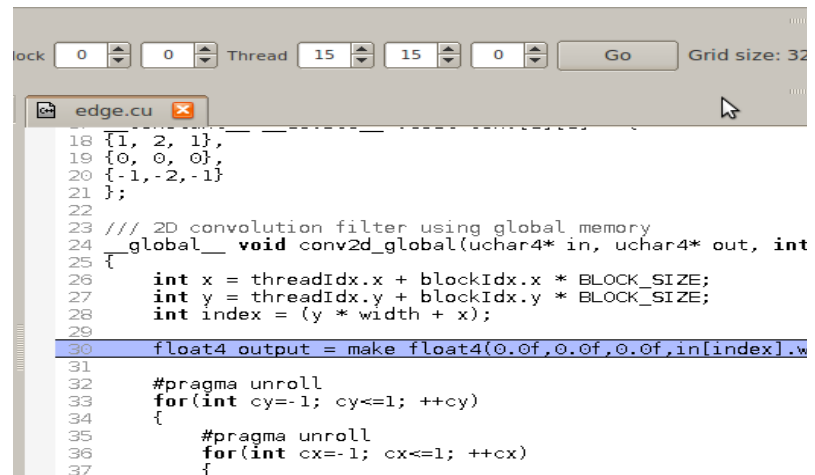 lock 0 0 Thread 15 15 0 Go Grid size: 32
edge.cu
18 {1, 2, 1},
19 {0, 0, 0},
20 {-1,-2,-1}
21 };
22
23 /// 2D convolution filter using global memory
24 __global__ void conv2d_global(uchar4* in, uchar4* out, int
25 {
26 int x = threadIdx.x + blockIdx.x * BLOCK_SIZE;
27 int y = threadIdx.y + blockIdx.y * BLOCK_SIZE;
28 int index = (y * width + x);
29
30 float4 output = make float4(0.0f,0.0f,0.0f,in[index].w
31
32 #pragma unroll
33 for(int cy=-1; cy<=1; ++cy)
34 {
35 #pragma unroll
36 for(int cx=-1; cx<=1; ++cx)
37 {